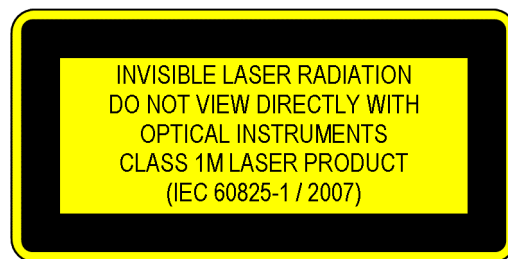 INVISIBLE LASER RADIATION
DO NOT VIEW DIRECTLY WITH
OPTICAL INSTRUMENTS
CLASS 1M LASER PRODUCT
(IEC 60825-1 / 2007)